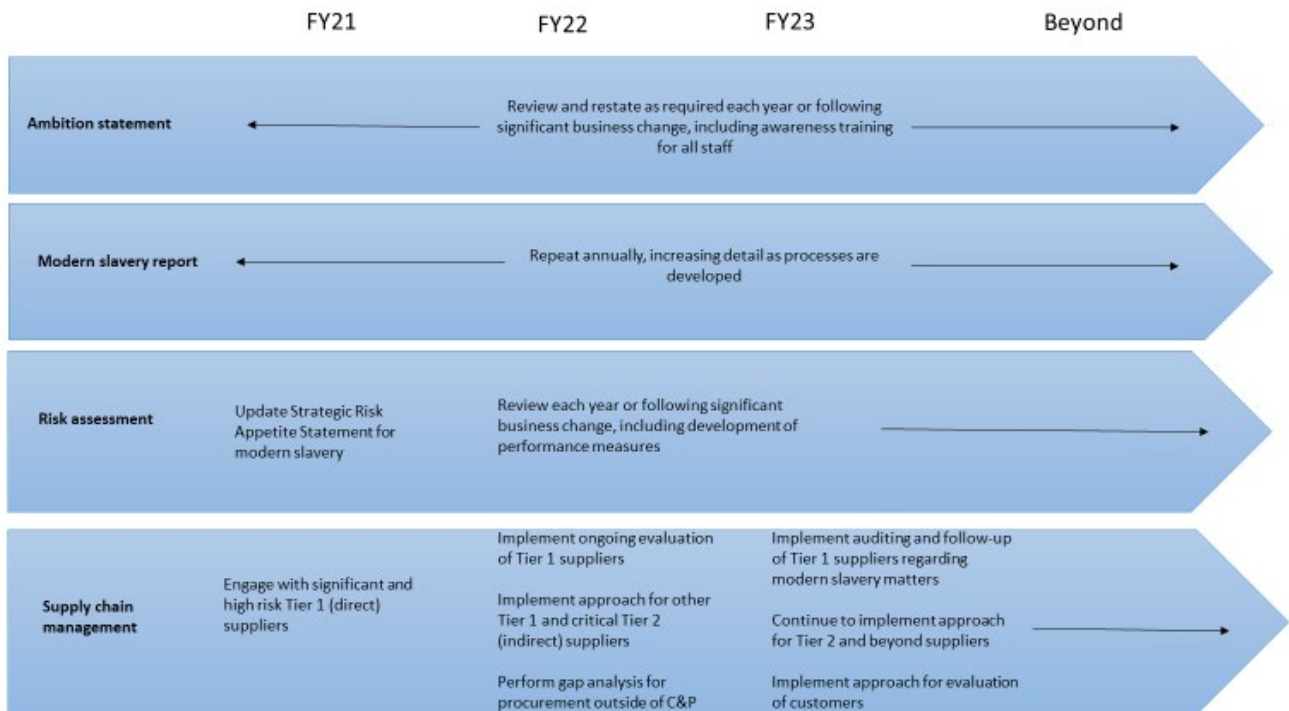 FY21 FY22 FY23 Beyond
Ambition statement
Review and restate as required each year or following
significant business change, including awareness training
for all staff
Modern slavery report
Repeat annually, increasing detail as processes are
developed
Risk assessment
Update Strategic Risk
Appetite Statement for
modern slavery
Review each year or following significant
business change, including development of
performance measures
Supply chain
management
Engage with significant and
high risk Tier 1 (direct)
suppliers
Implement ongoing evaluation
of Tier 1 suppliers
Implement approach for other
Tier 1 and critical Tier 2
(indirect) suppliers
Perform gap analysis for
procurement outside of C&P
Implement auditing and follow-up
of Tier 1 suppliers regarding
modern slavery matters
Continue to implement approach
for Tier 2 and beyond suppliers
Implement approach for evaluation
of customers